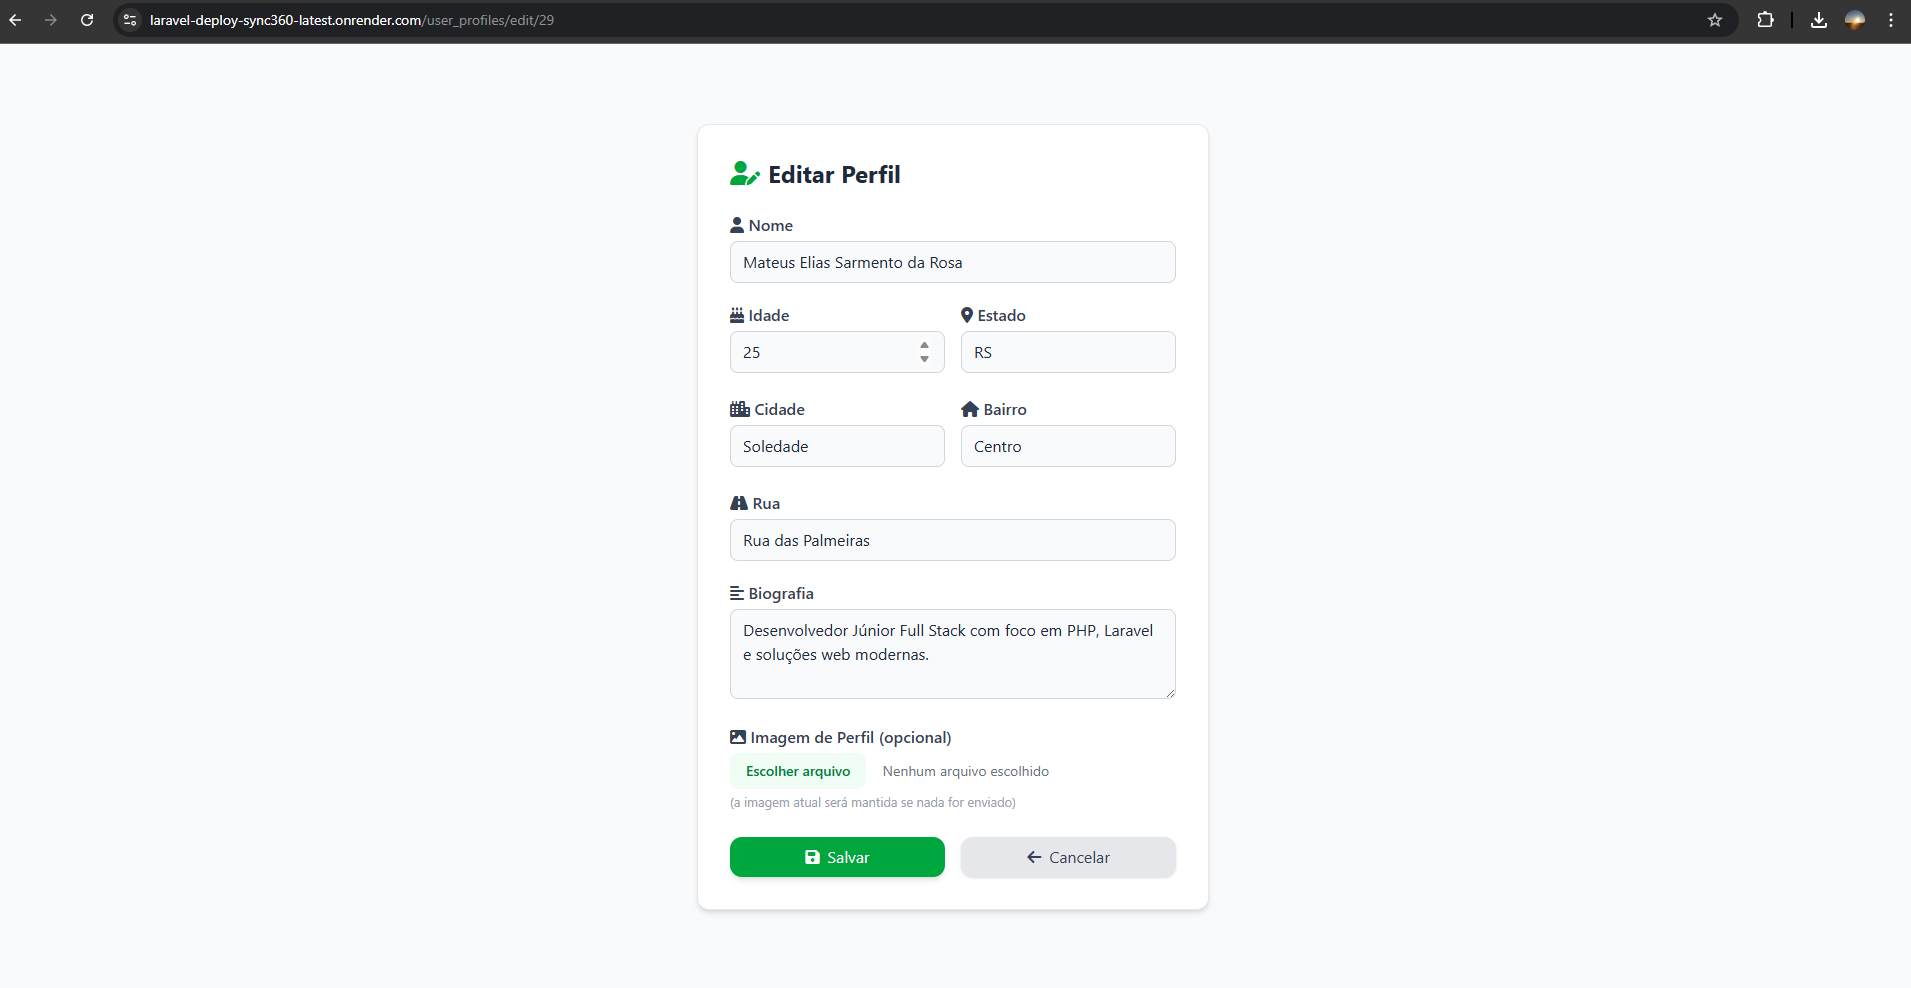 laravel-deploy-sync360-latest.onrender.com/user_profiles/edit/29
Editar Perfil
Nome
Mateus Elias Sarmento da Rosa
Idade
Estado
25
RS
Cidade
Bairro
Soledade
Centro
Rua
Rua das Palmeiras
Biografia
Desenvolvedor Júnior Full Stack com foco em PHP, Laravel
e soluções web modernas.
Imagem de Perfil (opcional)
Escolher arquivo
Nenhum arquivo escolhido
(a imagem atual será mantida se nada for enviado)
Salvar
Cancelar